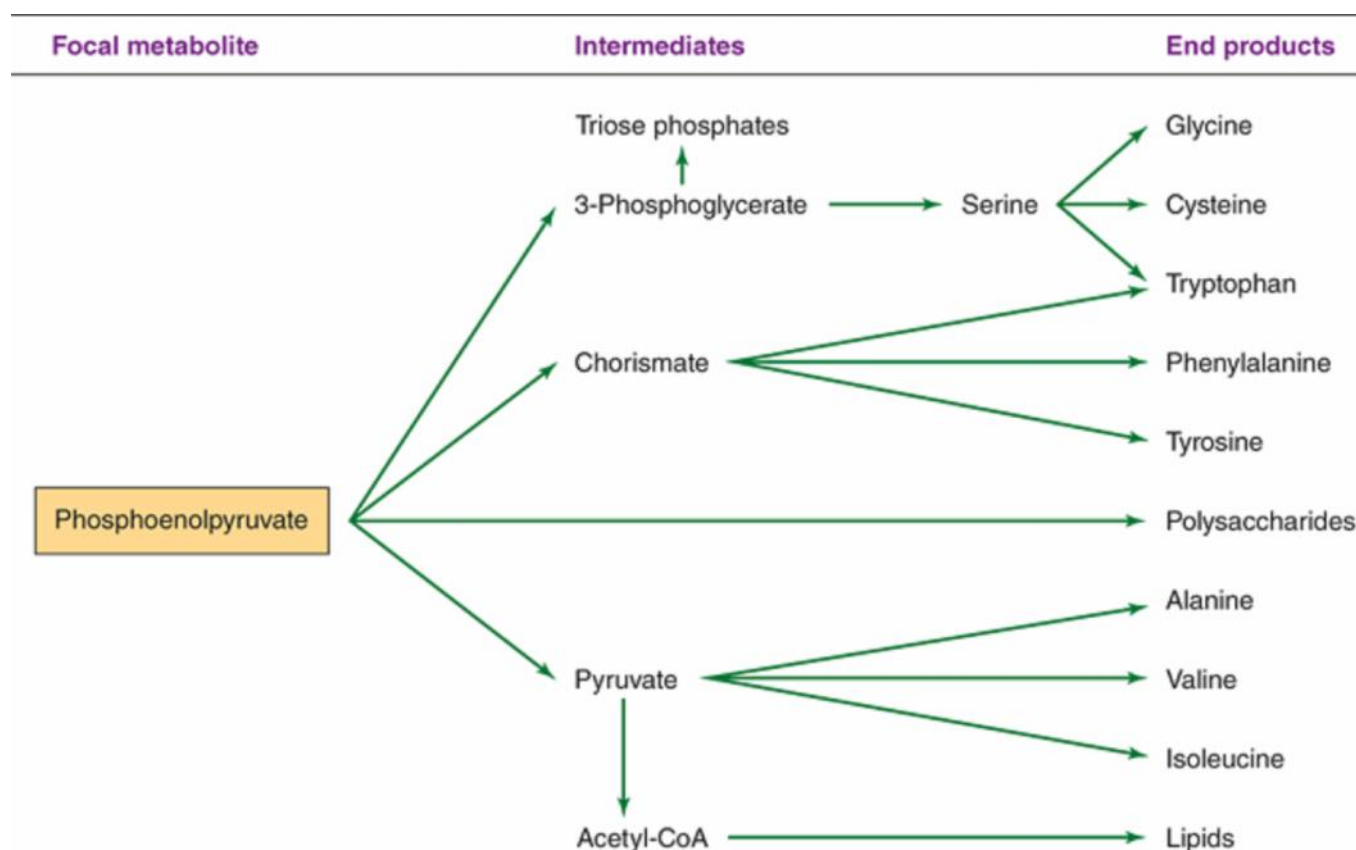 Focal metabolite Intermediates End products
Triose phosphates Glycine
3-Phosphoglycerate Serine Cysteine
Tryptophan
Chorismate Phenylalanine
Tyrosine
Phosphoenolpyruvate Polysaccharides
Alanine
Pyruvate Valine
Isoleucine
Acetyl-CoA Lipids